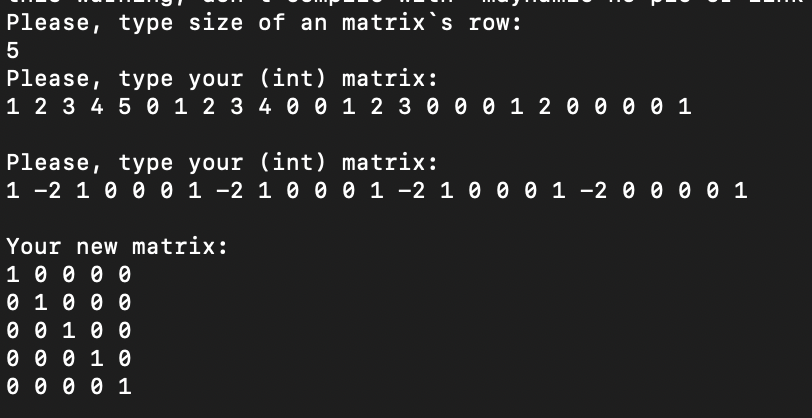 Please, type size of an matrix`s row:
5
Please, type your (int) matrix:
1 2 3 4 5 0 1 2 3 4 0 0 1 2 3 0 0 0 1 2 0 0 0 0 1
Please, type your (int) matrix:
1 -2 1 0 0 0 1 -2 1 0 0 0 1 -2 1 0 0 0 1 -2 0 0 0 0 1
Your new matrix:
1 0 0 0 0
0 1 0 0 0
0 0 1 0 0
0 0 0 1 0
0 0 0 0 1